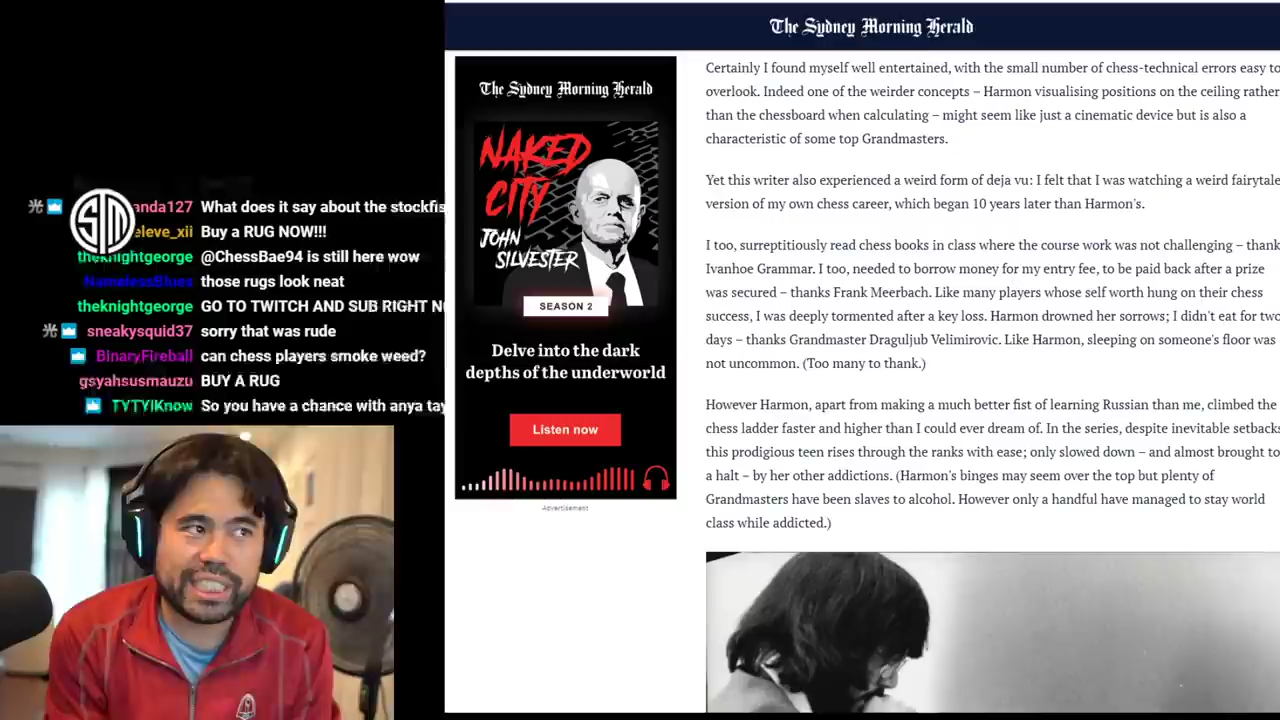 The Sydney Morning Herald
anda127 What does it say about the stockfis
eleve_xii Buy a RUG NOW!!!
theknightgeorge @ChessBae94 is still here wow
NamelessBlues those rugs look neat
theknightgeorge GO TO TWITCH AND SUB RIGHT N
sneakysquid37 sorry that was rude
BinaryFireball can chess players smoke weed?
gsyahsusmauzu BUY A RUG
TYTYIKnow So you have a chance with anya tay
The Sydney Morning Herald
NAKED
CITY
JOHN
SILVESTER
SEASON 2
Delve into the dark
depths of the underworld
Listen now
Advertisement
Certainly I found myself well entertained, with the small number of chess-technical errors easy to
overlook. Indeed one of the weirder concepts – Harmon visualising positions on the ceiling rather
than the chessboard when calculating – might seem like just a cinematic device but is also a
characteristic of some top Grandmasters.
Yet this writer also experienced a weird form of deja vu: I felt that I was watching a weird fairytale
version of my own chess career, which began 10 years later than Harmon's.
I too, surreptitiously read chess books in class where the course work was not challenging – thank
Ivanhoe Grammar. I too, needed to borrow money for my entry fee, to be paid back after a prize
was secured – thanks Frank Meerbach. Like many players whose self worth hung on their chess
success, I was deeply tormented after a key loss. Harmon drowned her sorrows; I didn't eat for two
days – thanks Grandmaster Draguljub Velimirovic. Like Harmon, sleeping on someone's floor was
not uncommon. (Too many to thank.)
However Harmon, apart from making a much better fist of learning Russian than me, climbed the
chess ladder faster and higher than I could ever dream of. In the series, despite inevitable setbacks
this prodigious teen rises through the ranks with ease; only slowed down – and almost brought to
a halt – by her other addictions. (Harmon's binges may seem over the top but plenty of
Grandmasters have been slaves to alcohol. However only a handful have managed to stay world
class while addicted.)